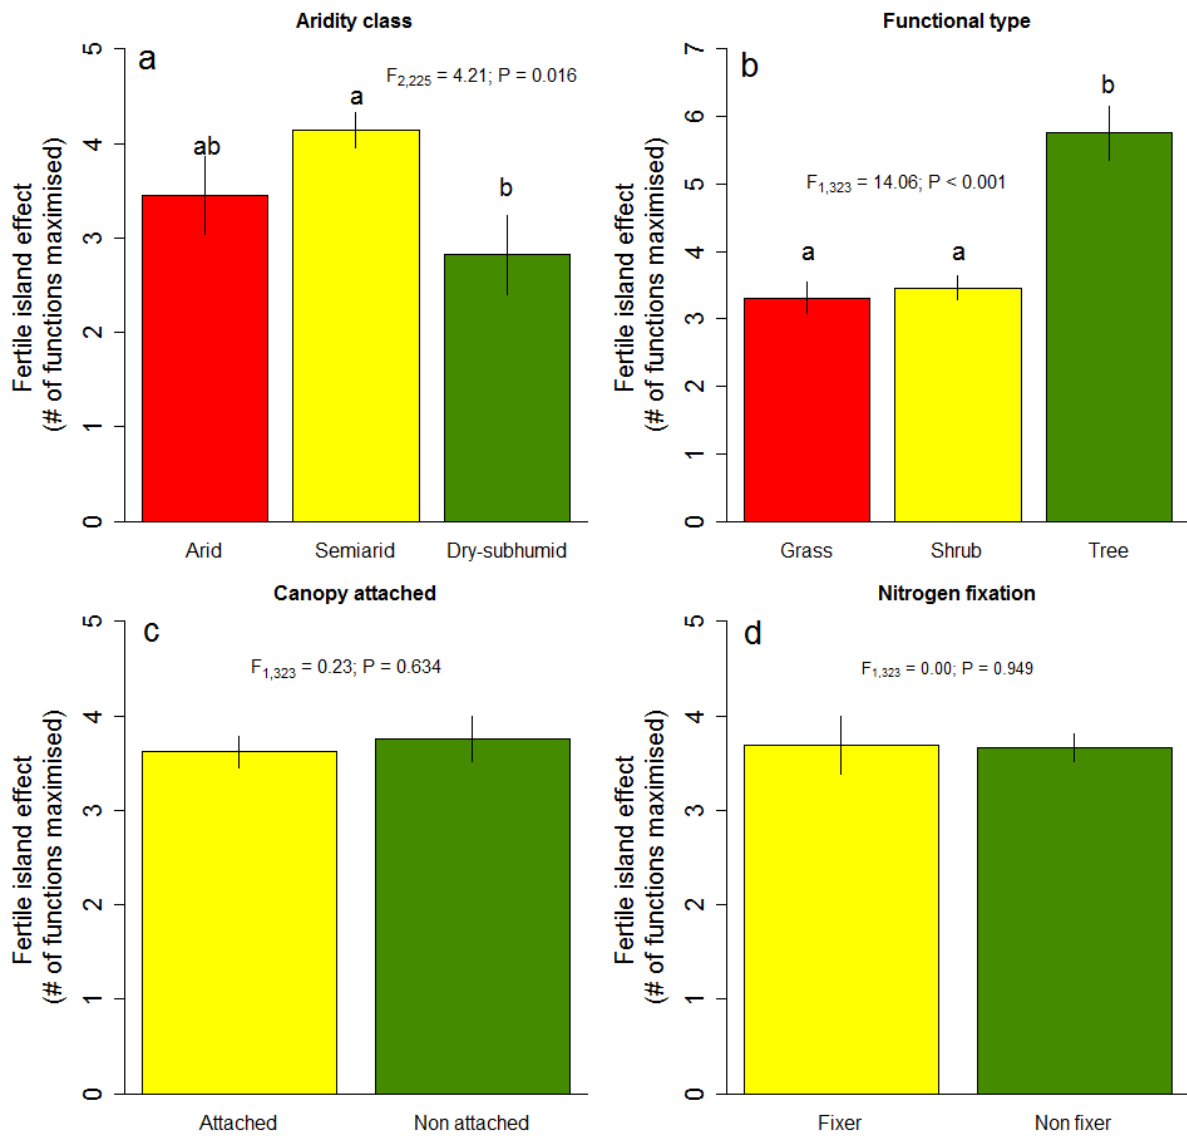 Aridity class
a
F2,225 = 4.21; P = 0.016
Fertile island effect
(# of functions maximised)
5
4
3
2
1
0
ab
a
b
Arid Semiarid Dry-subhumid
Functional type
b
F1,323 = 14.06; P < 0.001
Fertile island effect
(# of functions maximised)
7
6
5
4
3
2
1
0
a
a
b
Grass Shrub Tree
Canopy attached
c
F1,323 = 0.23; P = 0.634
Fertile island effect
(# of functions maximised)
5
4
3
2
1
0
Attached Non attached
Nitrogen fixation
d
F1,323 = 0.00; P = 0.949
Fertile island effect
(# of functions maximised)
5
4
3
2
1
0
Fixer Non fixer